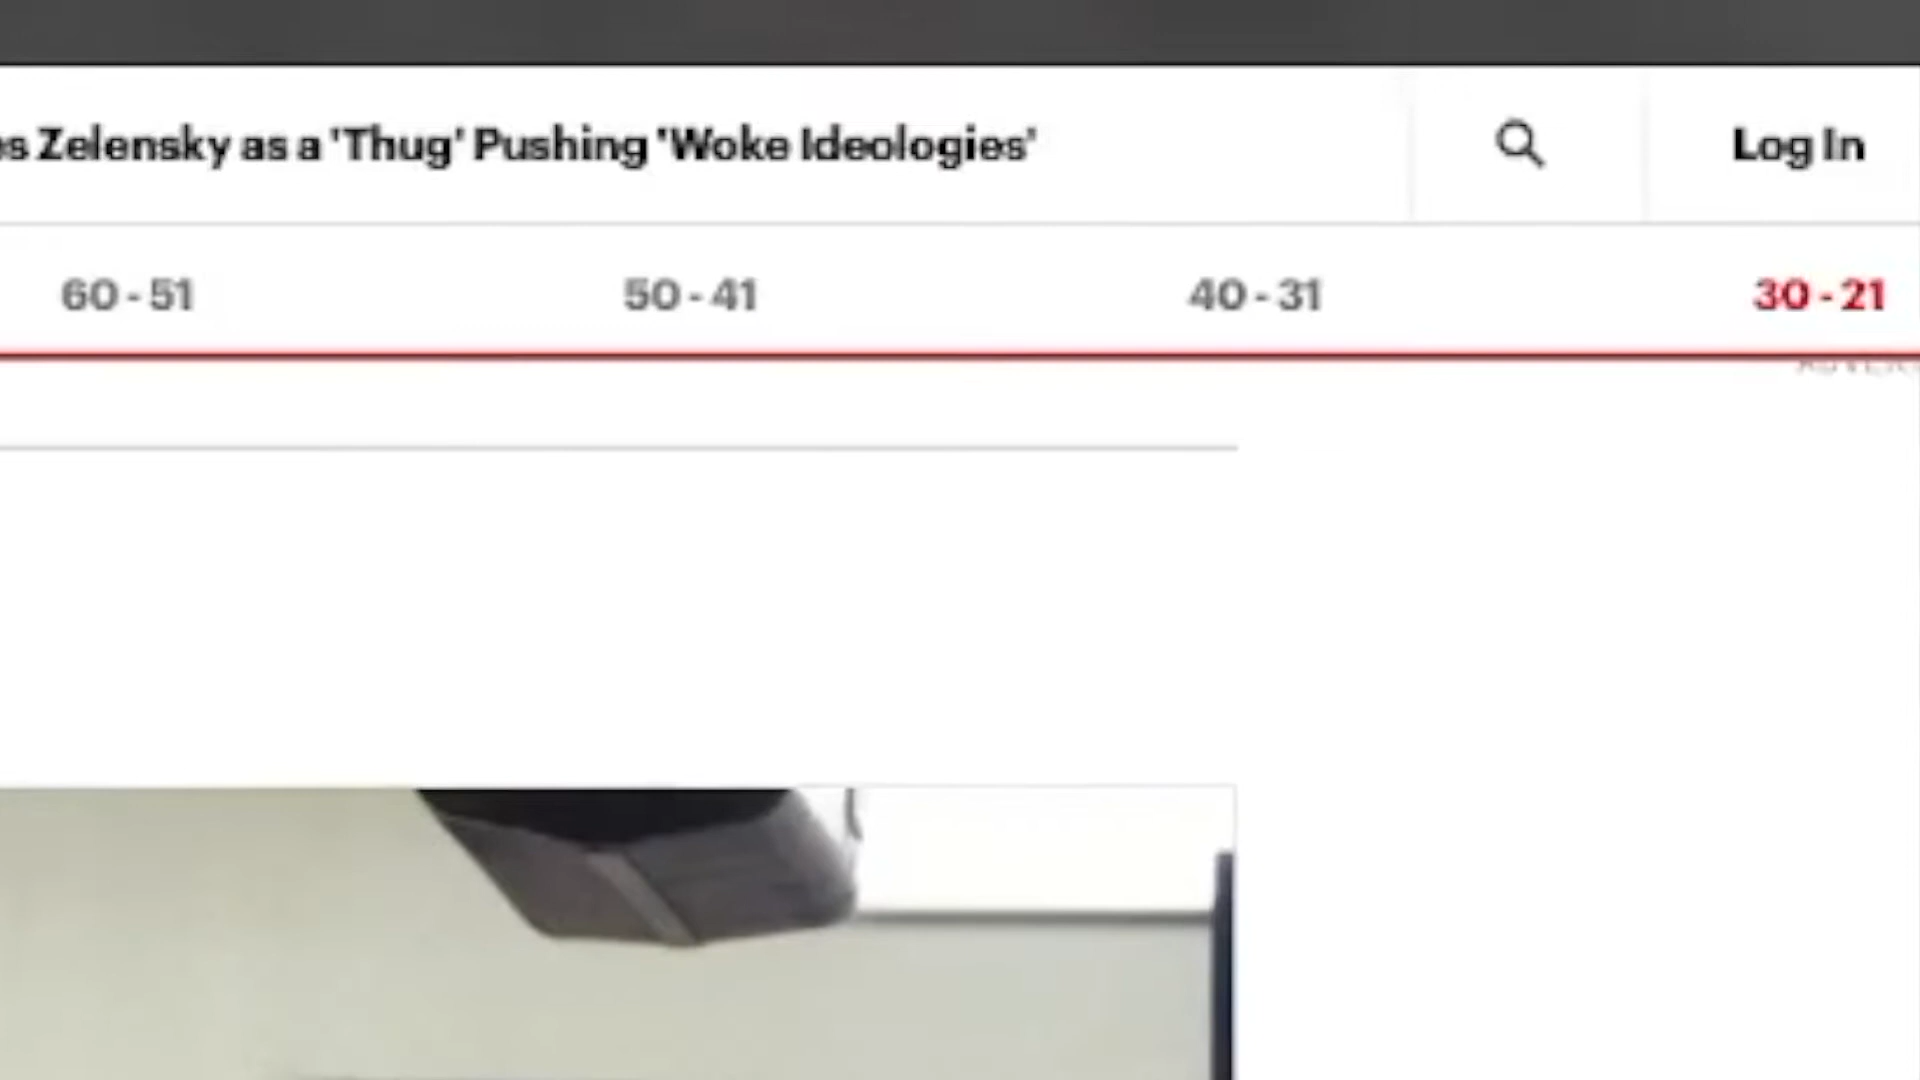 Zelensky as a 'Thug' Pushing 'Woke Ideologies'
Log In
60 - 51
50 - 41
40 - 31
30 - 21